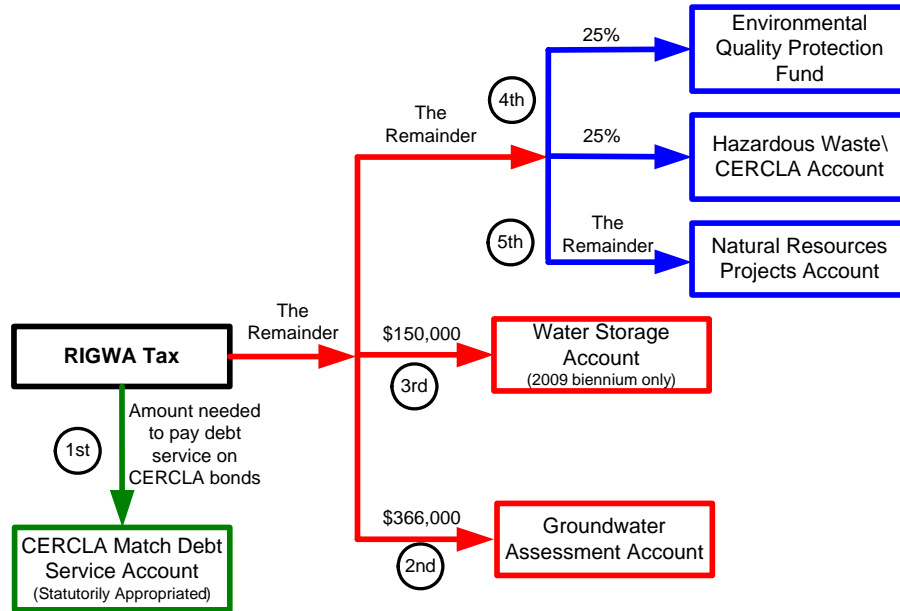 25%
Environmental
Quality Protection
Fund
4th
The
Remainder
25%
Hazardous Waste\
CERCLA Account
5th
The
Remainder
Natural Resources
Projects Account
The
Remainder
RIGWA Tax
$150,000
3rd
Water Storage
Account
(2009 biennium only)
1st
Amount needed
to pay debt
service on
CERCLA bonds
$366,000
2nd
Groundwater
Assessment Account
CERCLA Match Debt
Service Account
(Statutorily Appropriated)